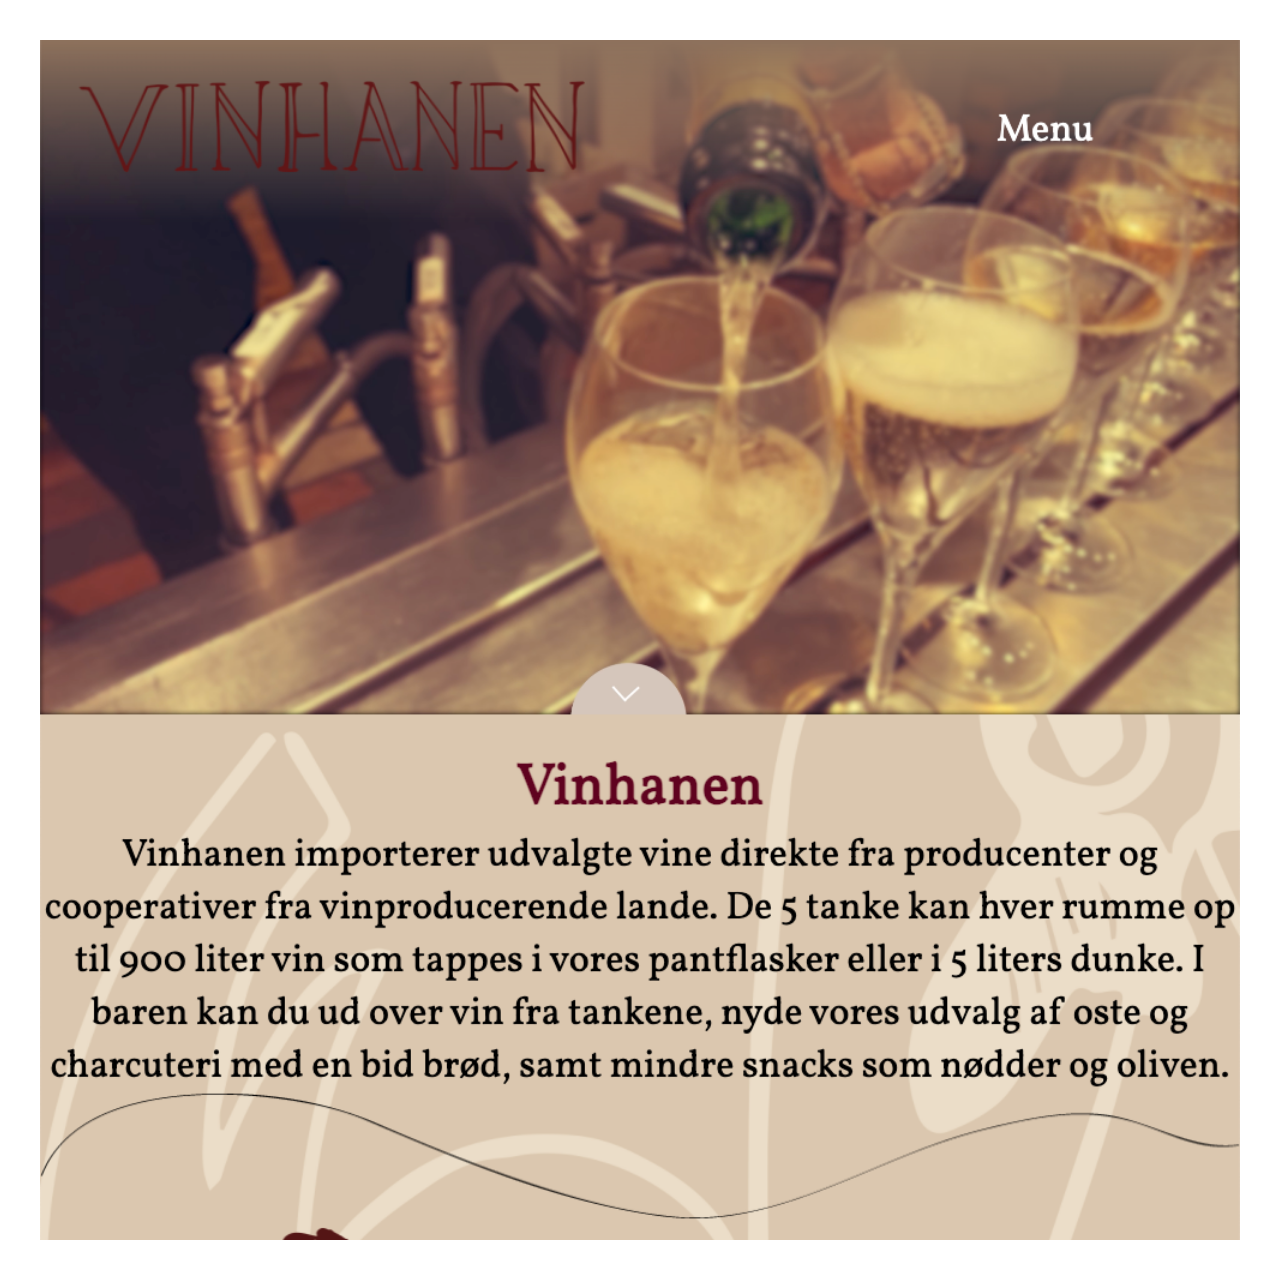 VINHANEN
Menu
Vinhanen
Vinhanen importerer udvalgte vine direkte fra producenter og
cooperativer fra vinproducerende lande. De 5 tanke kan hver rumme op
til 900 liter vin som tappes i vores pantflasker eller i 5 liters dunke. I
baren kan du ud over vin fra tankene, nyde vores udvalg af oste og
charcuteri med en bid brød, samt mindre snacks som nødder og oliven.